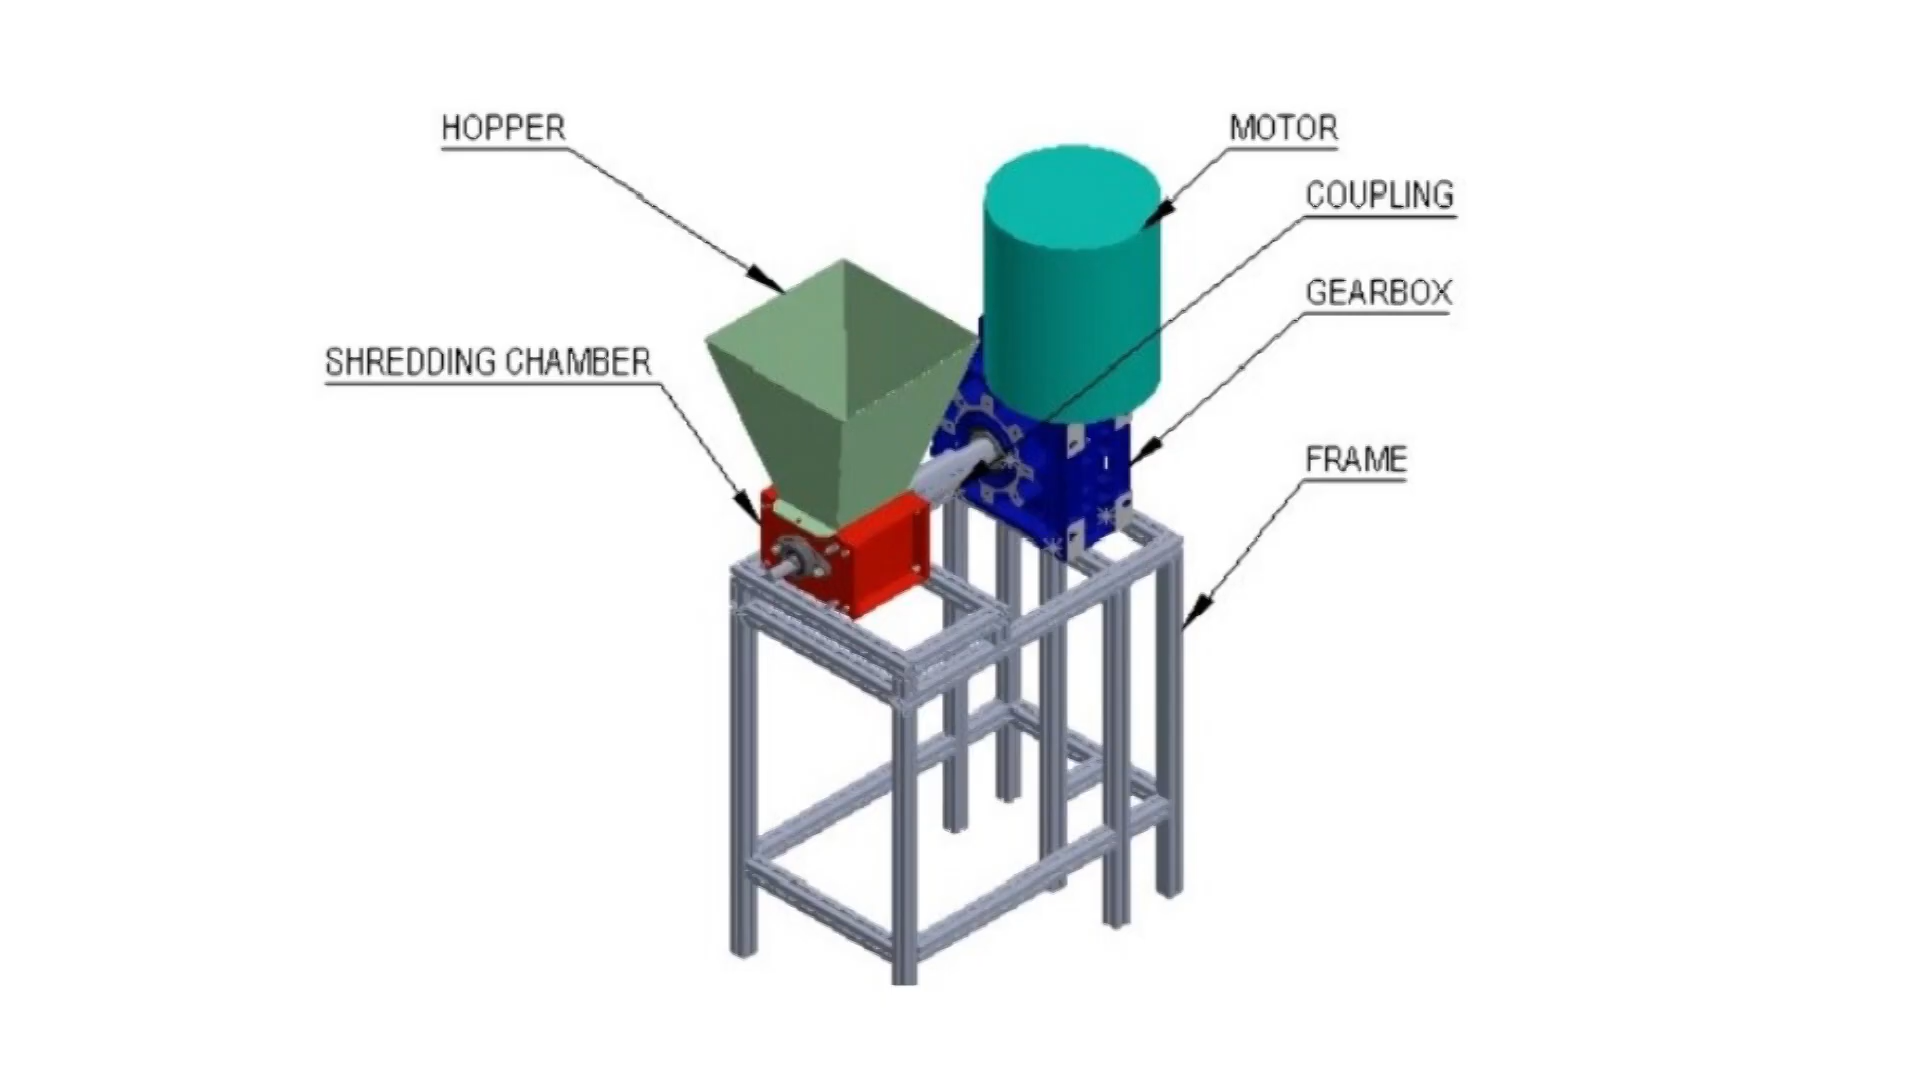 HOPPER
MOTOR
COUPLING
GEARBOX
SHREDDING CHAMBER
FRAME